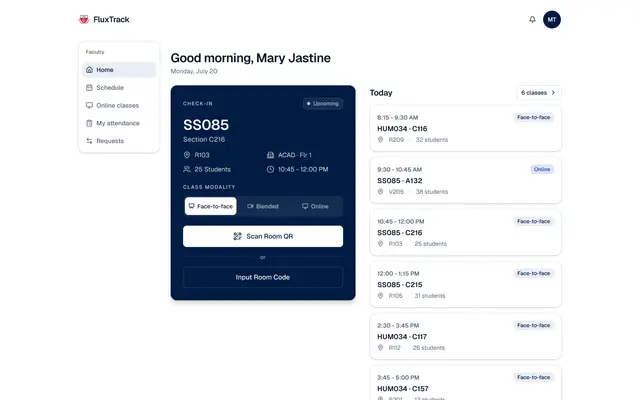 FluxTrack
MT
Faculty
Home
Schedule
Online classes
My attendance
Requests
Good morning, Mary Jastine
Monday, July 20
CHECK-IN
Upcoming
SS085
Section C216
R103
ACAD · Flr 1
25 Students
10:45 - 12:00 PM
CLASS MODALITY
Face-to-face
Blended
Online
Scan Room QR
or
Input Room Code
Today
6 classes
8:15 - 9:30 AM
Face-to-face
HUM034 · C116
R209
32 students
9:30 - 10:45 AM
Online
SS085 · A132
V205
38 students
10:45 - 12:00 PM
Face-to-face
SS085 · C216
R103
25 students
12:00 - 1:15 PM
Face-to-face
SS085 · C215
R105
31 students
2:30 - 3:45 PM
Face-to-face
HUM034 · C117
R112
26 students
3:45 - 5:00 PM
Face-to-face
HUM034 · C157